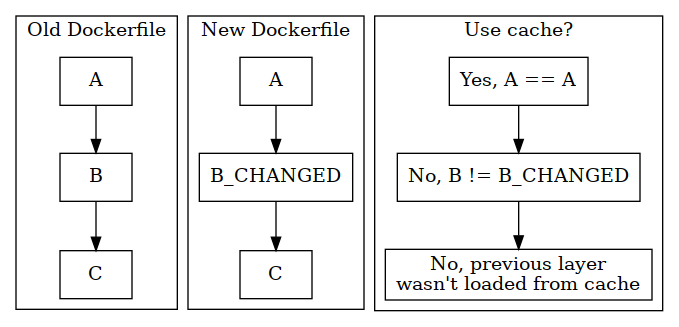 Old Dockerfile
A
B
C
New Dockerfile
A
B_CHANGED
C
Use cache?
Yes, A == A
No, B != B_CHANGED
No, previous layer
wasn't loaded from cache